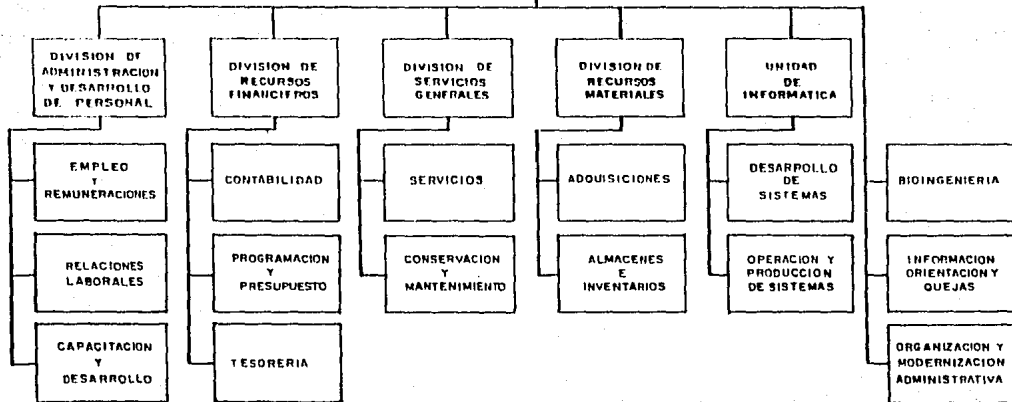 DIVISION DE
ADMINISTRACION
Y DESARROLLO
DE PERSONAL
DIVISION DE
RECURSOS
FINANCIEROS
DIVISION DE
SERVICIOS
GENERALES
DIVISION DE
RECURSOS
MATERIALES
UNIDAD
DE
INFORMATICA
EMPLEO
Y
REMUNERACIONES
CONTABILIDAD
SERVICIOS
ADQUISICIONES
DESARROLLO
DE
SISTEMAS
BIOINGENIERIA
RELACIONES
LABORALES
PROGRAMACION
Y
PRESUPUESTO
CONSERVACION
Y
MANTENIMIENTO
ALMACENES
E
INVENTARIOS
OPERACION Y
PRODUCCION
DE SISTEMAS
INFORMACION
ORIENTACION Y
QUEJAS
CAPACITACION
Y
DESARROLLO
TESORERIA
ORGANIZACION Y
MODERNIZACION
ADMINISTRATIVA